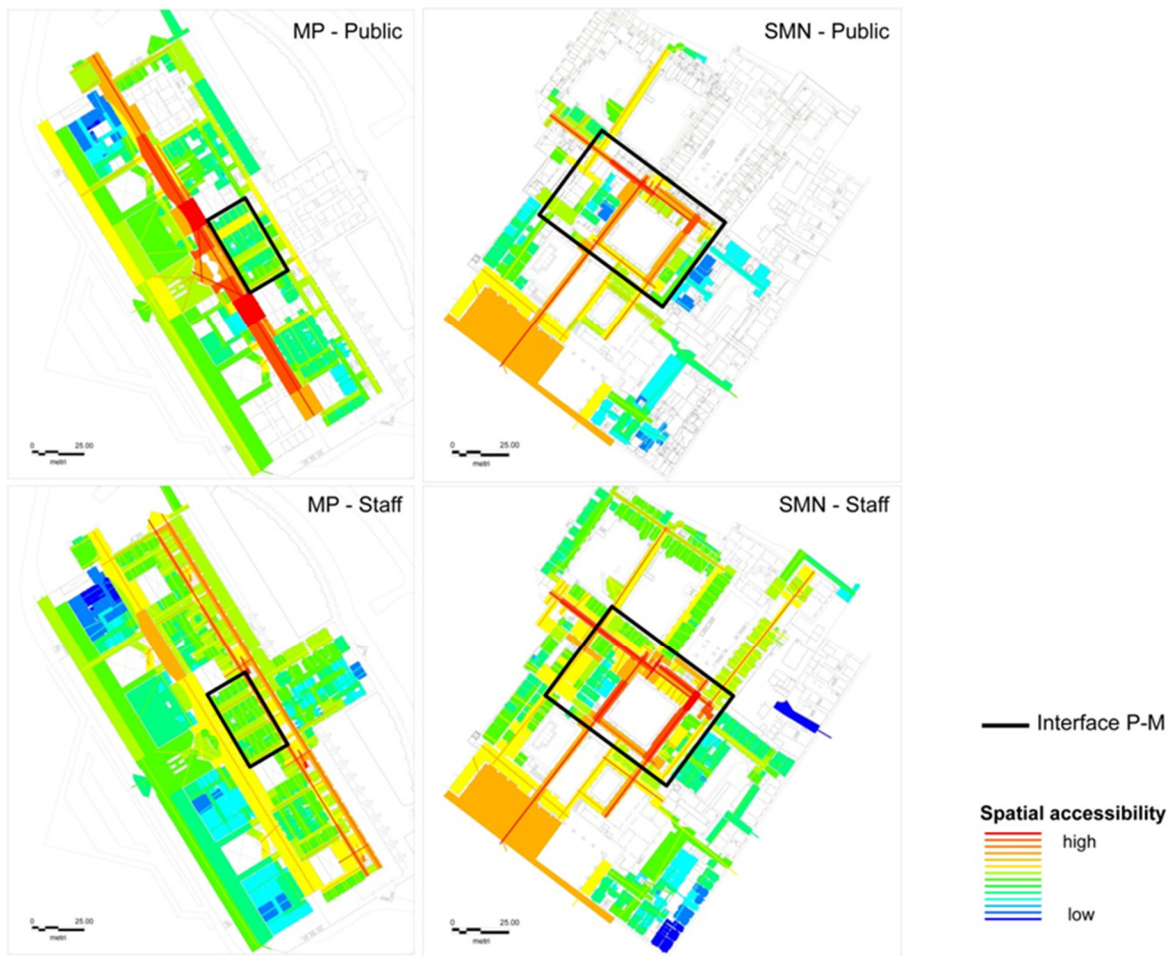 MP - Public
SMN - Public
0 25.00
metri
0 25.00
metri
MP - Staff
SMN - Staff
Interface P-M
Spatial accessibility
high
low
0 25.00
metri
0 25.00
metri